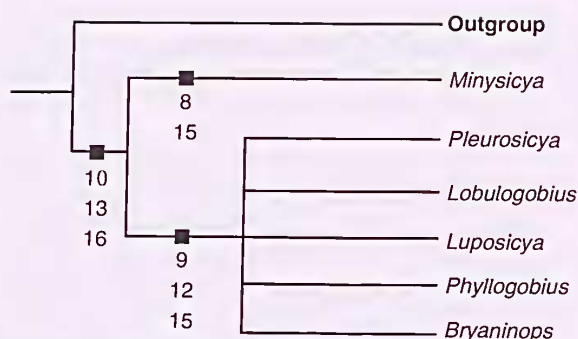 Outgroup
Minysicya
8
15
Pleurosicya
10
13
16
Lobulogobius
Luposicya
9
12
15
Phyllogobius
Bryaninops